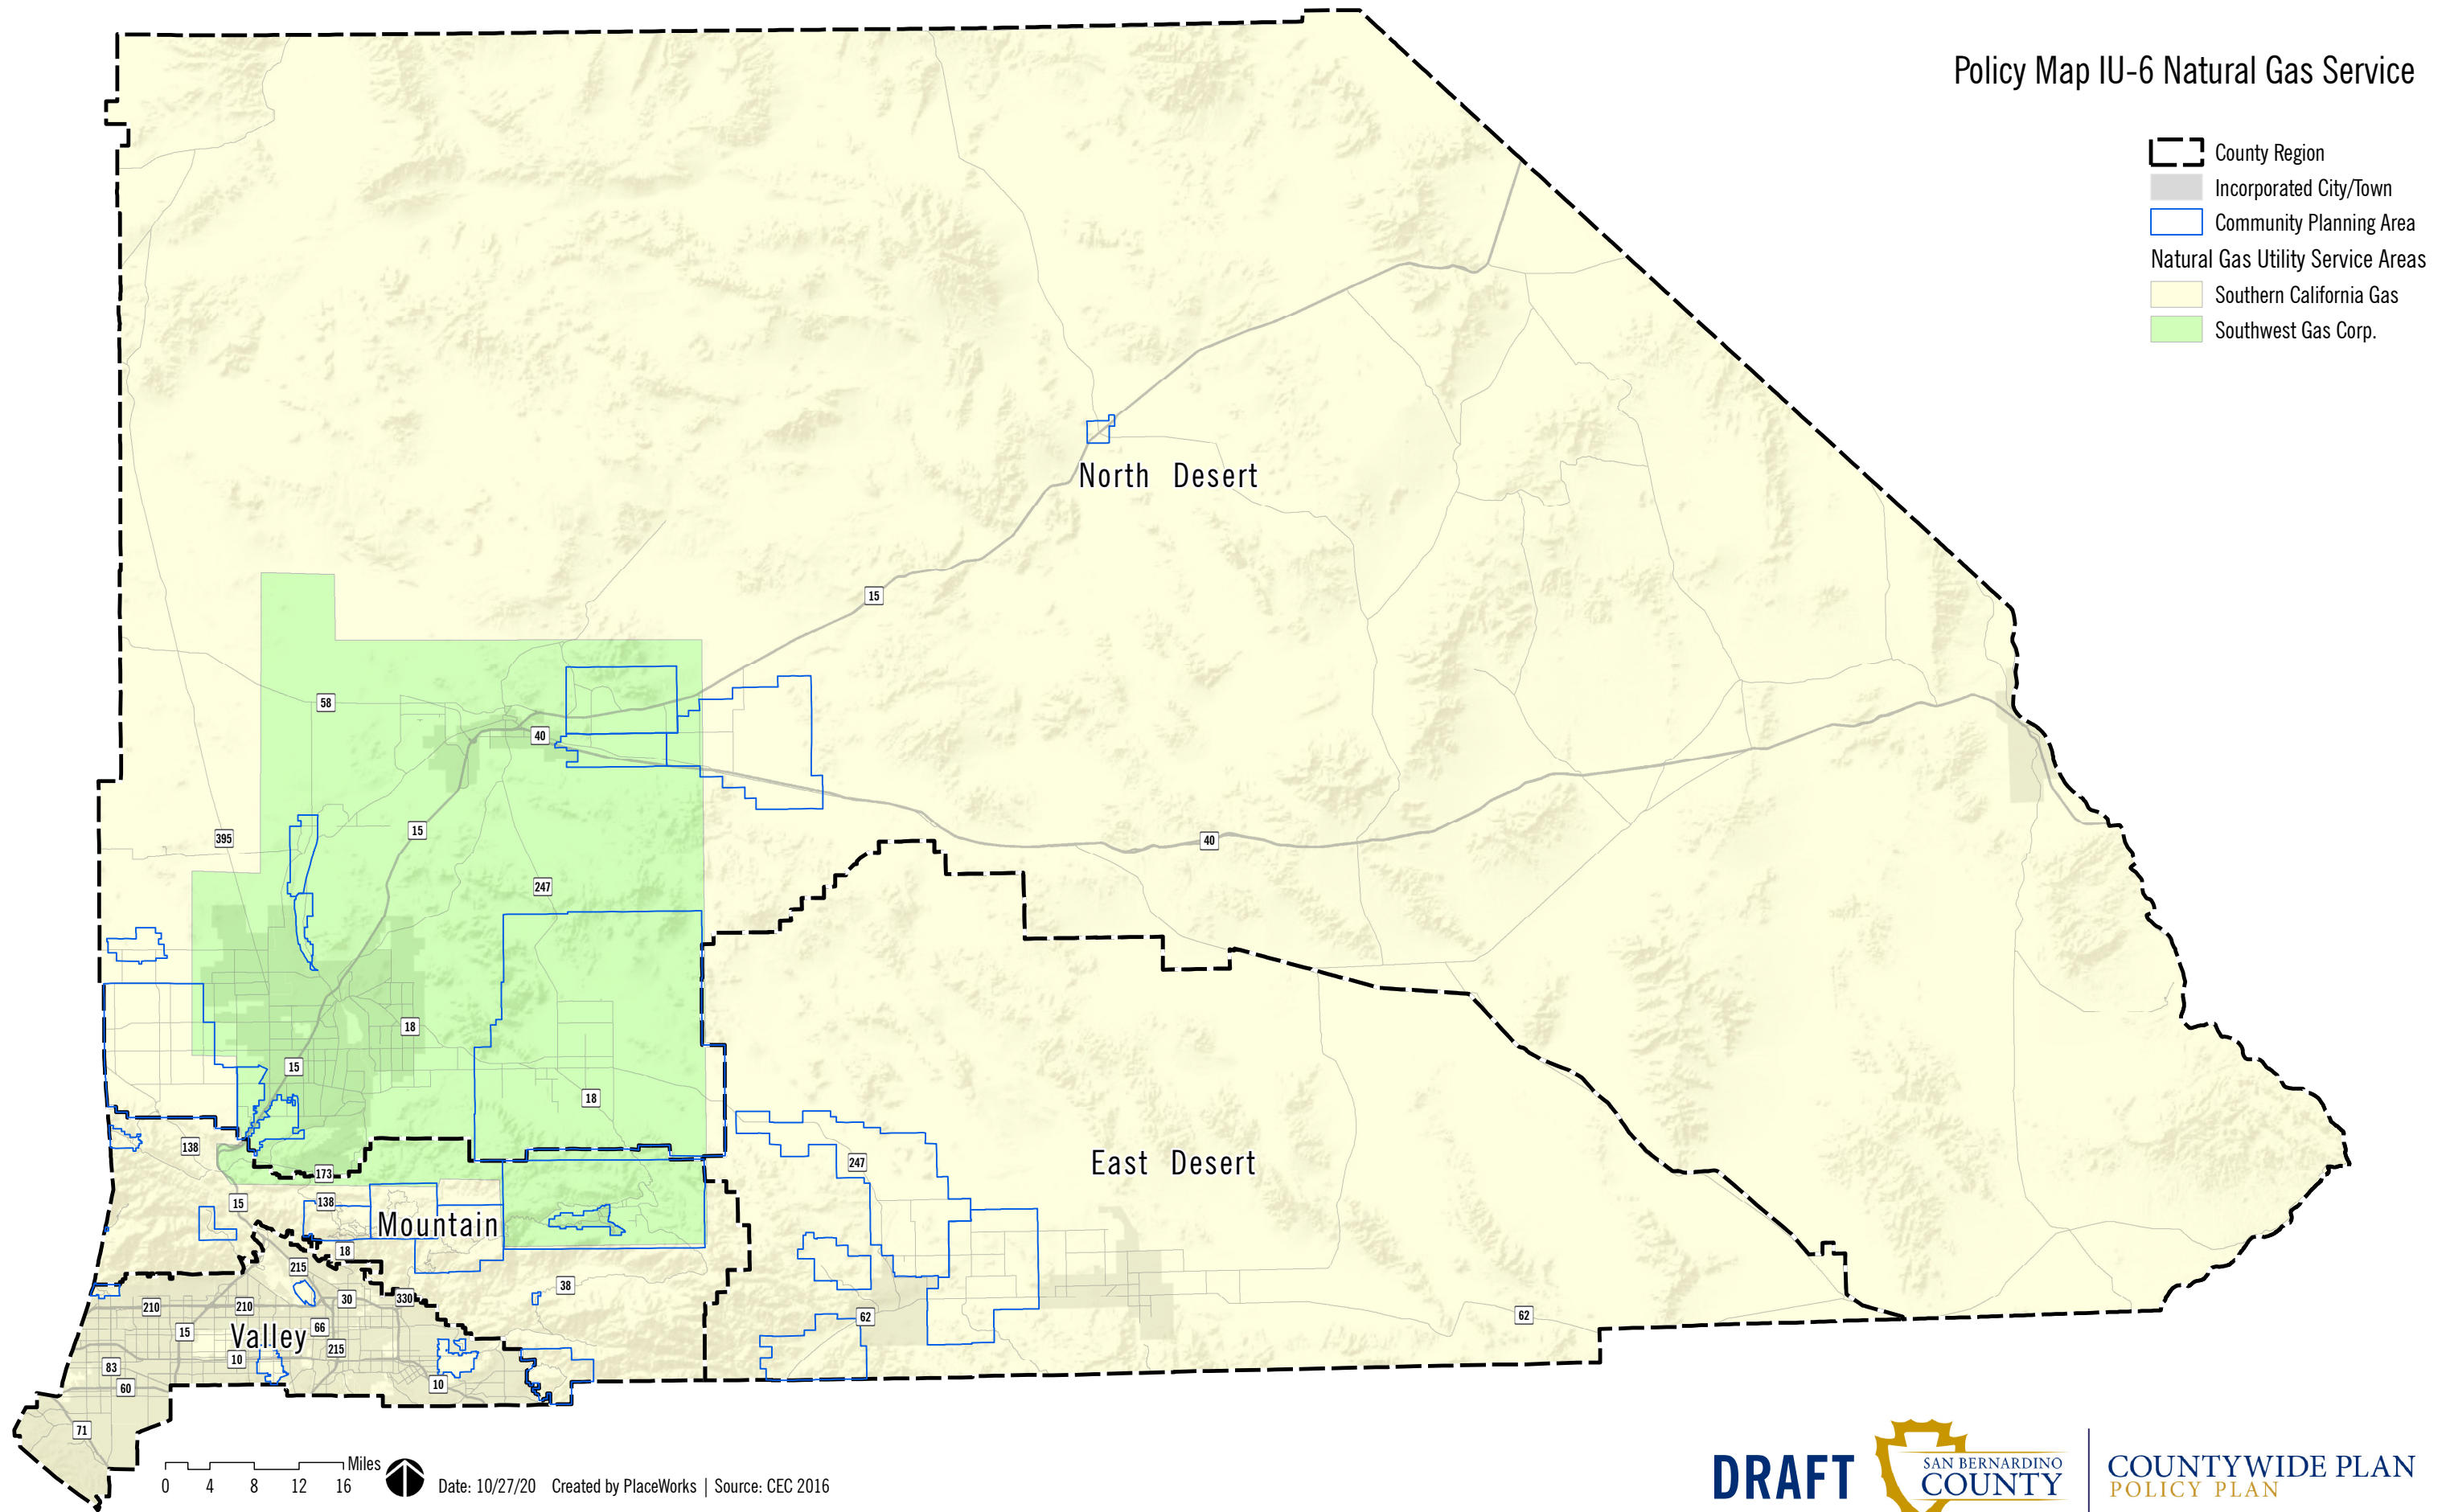 Policy Map IU-6 Natural Gas Service
County Region
Incorporated City/Town
Community Planning Area
Natural Gas Utility Service Areas
Southern California Gas
Southwest Gas Corp.
North Desert
15
58
40
395
15
40
247
18
15
18
138
173
247
East Desert
15
138
Mountain
18
215
38
210
210
30
330
62
62
15
Valley
66
215
83
10
60
10
71
Miles
0 4 8 12 16
Date: 10/27/20 Created by PlaceWorks | Source: CEC 2016
DRAFT
SAN BERNARDINO
COUNTY
COUNTYWIDE PLAN
POLICY PLAN